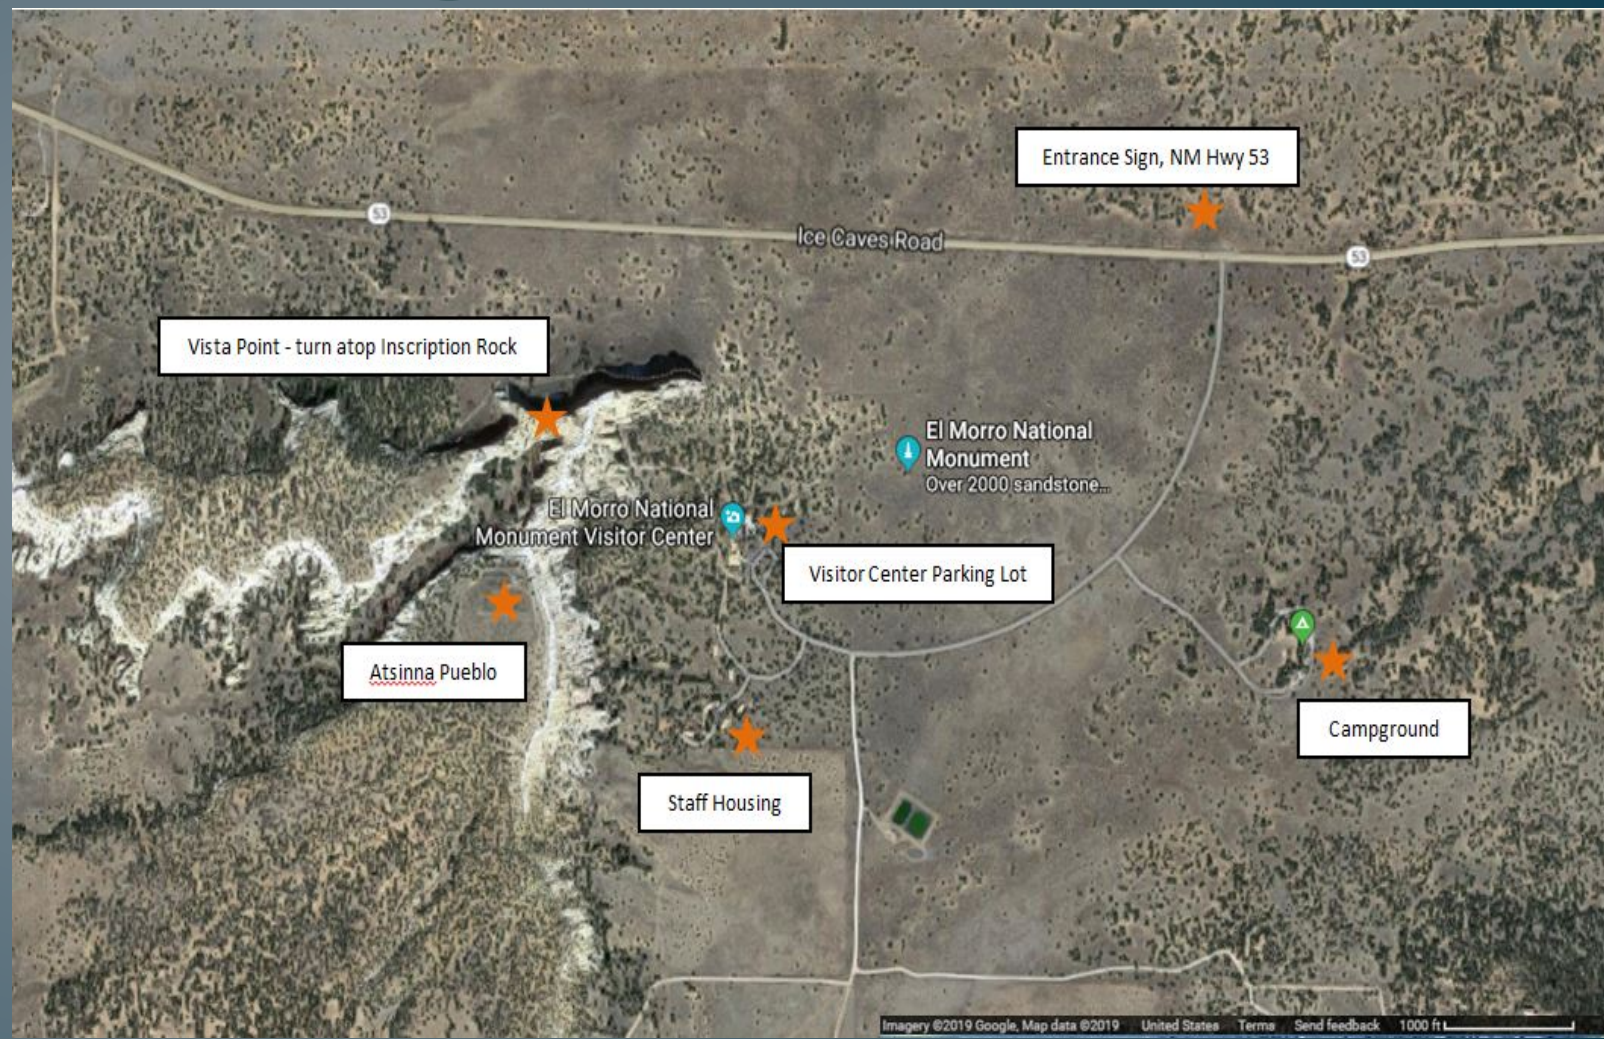 Entrance Sign, NM Hwy 53
53
Ice Caves Road
53
Vista Point - turn atop Inscription Rock
El Morro National
Monument
Over 2000 sandstone...
El Morro National
Monument Visitor Center
Visitor Center Parking Lot
Atsinna Pueblo
Campground
Staff Housing
Imagery ©2019 Google, Map data ©2019 United States Terms Send feedback 1000 ft